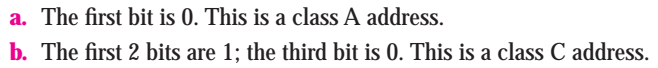 a. The first bit is 0. This is a class A address.
b. The first 2 bits are 1; the third bit is 0. This is a class C address.